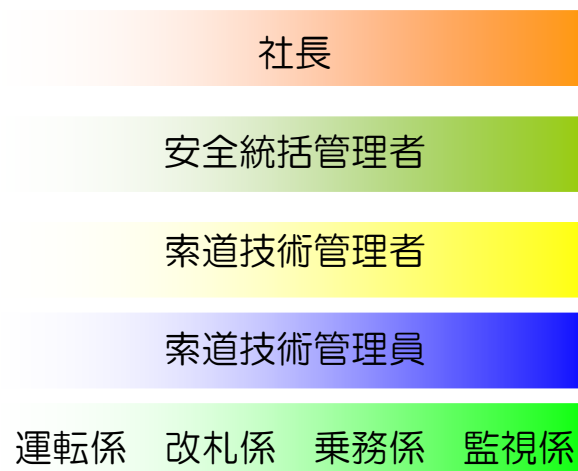 社長
安全統括管理者
索道技術管理者
索道技術管理員
運転係 改札係 乗務係 監視係